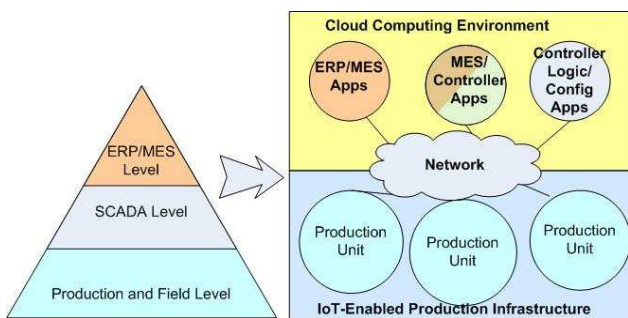 ERP/MES
Level
SCADA Level
Production and Field Level
Cloud Computing Environment
ERP/MES
Apps
MES/
Controller
Apps
Controller
Logic/
Config
Apps
Network
Production
Unit
Production
Unit
Production
Unit
IoT-Enabled Production Infrastructure